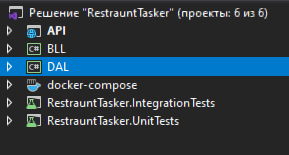 Решение "RestrauntTasker" (проекты: 6 из 6)
API
C# BLL
C# DAL
docker-compose
RestrauntTasker.IntegrationTests
RestrauntTasker.UnitTests